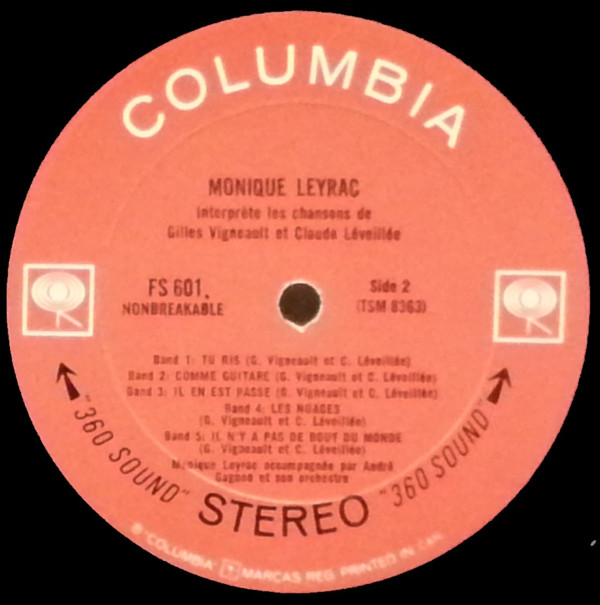 COLUMBIA
MONIQUE LEYRAC
interprète les chansons de
Gilles Vigneault et Claude Léveillée
FS 601
NONBREAKABLE
Side 2
(TSM 8363)
Band 1: TU RIS (G. Vigneault et C. Léveillée)
Band 2: COMME GUITARE (G. Vigneault et C. Léveillée)
Band 3: IL EN EST PASSE (G. Vigneault et C. Léveillée)
Band 4: LES NUAGES
(G. Vigneault et C. Léveillée)
Band 5: IL N'Y A PAS DE BOUT DU MONDE
(G. Vigneault et C. Léveillée)
Monique Leyrac accompagnée par André
Gagnon et son orchestre
"360 SOUND" STEREO "360 SOUND"
"COLUMBIA" MARCAS REG. PRINTED IN CAN.